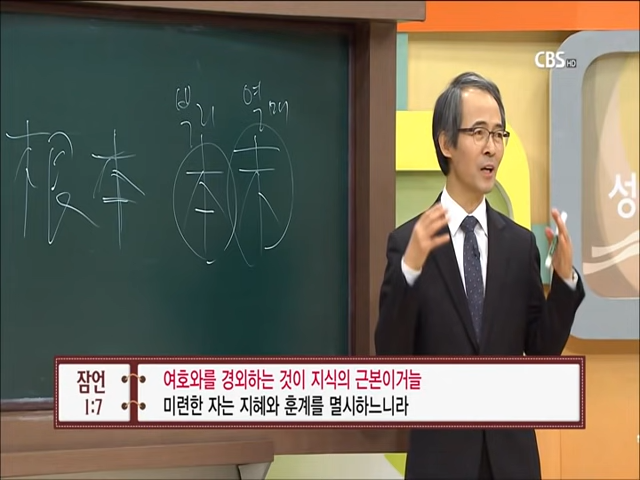 CBS HD
뿌리
열매
根本 本 末
성
잠언
1:7
여호와를 경외하는 것이 지식의 근본이거늘
미련한 자는 지혜와 훈계를 멸시하느니라